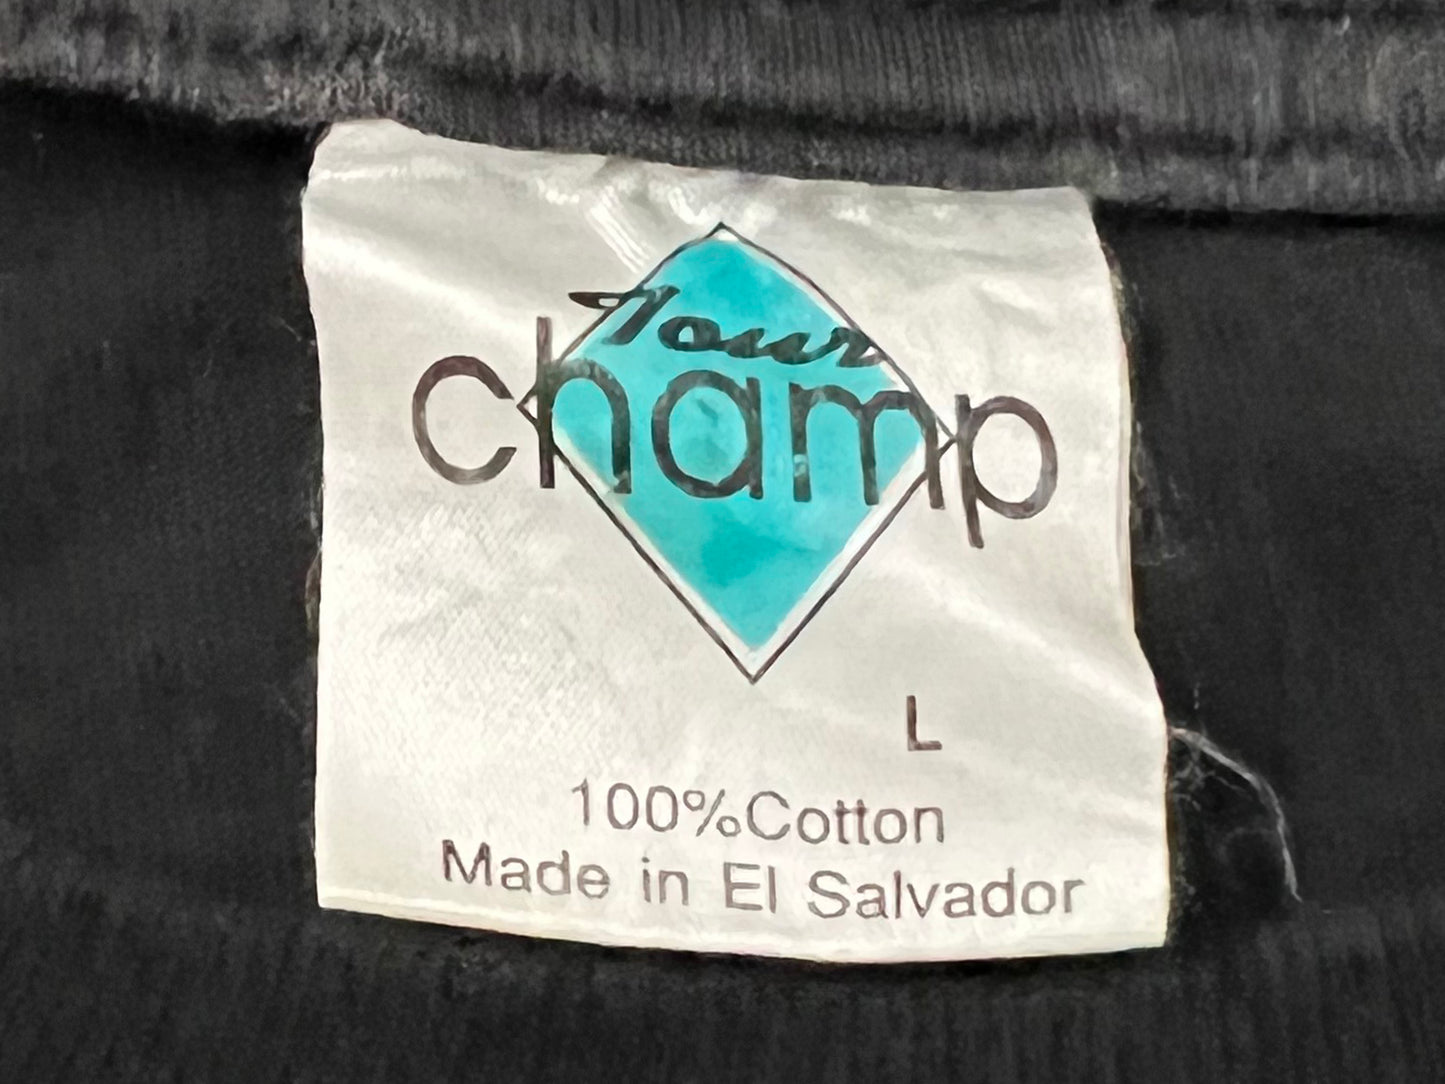 Tour
champ
L
100%Cotton
Made in El Salvador